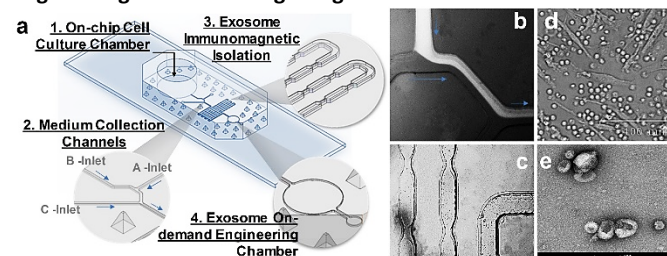 a
1. On-chip Cell
Culture Chamber
3. Exosome
Immunomagnetic
Isolation
2. Medium Collection
Channels
B -Inlet
A -Inlet
C -Inlet
4. Exosome On-
demand Engineering
Chamber
b
c
d
e